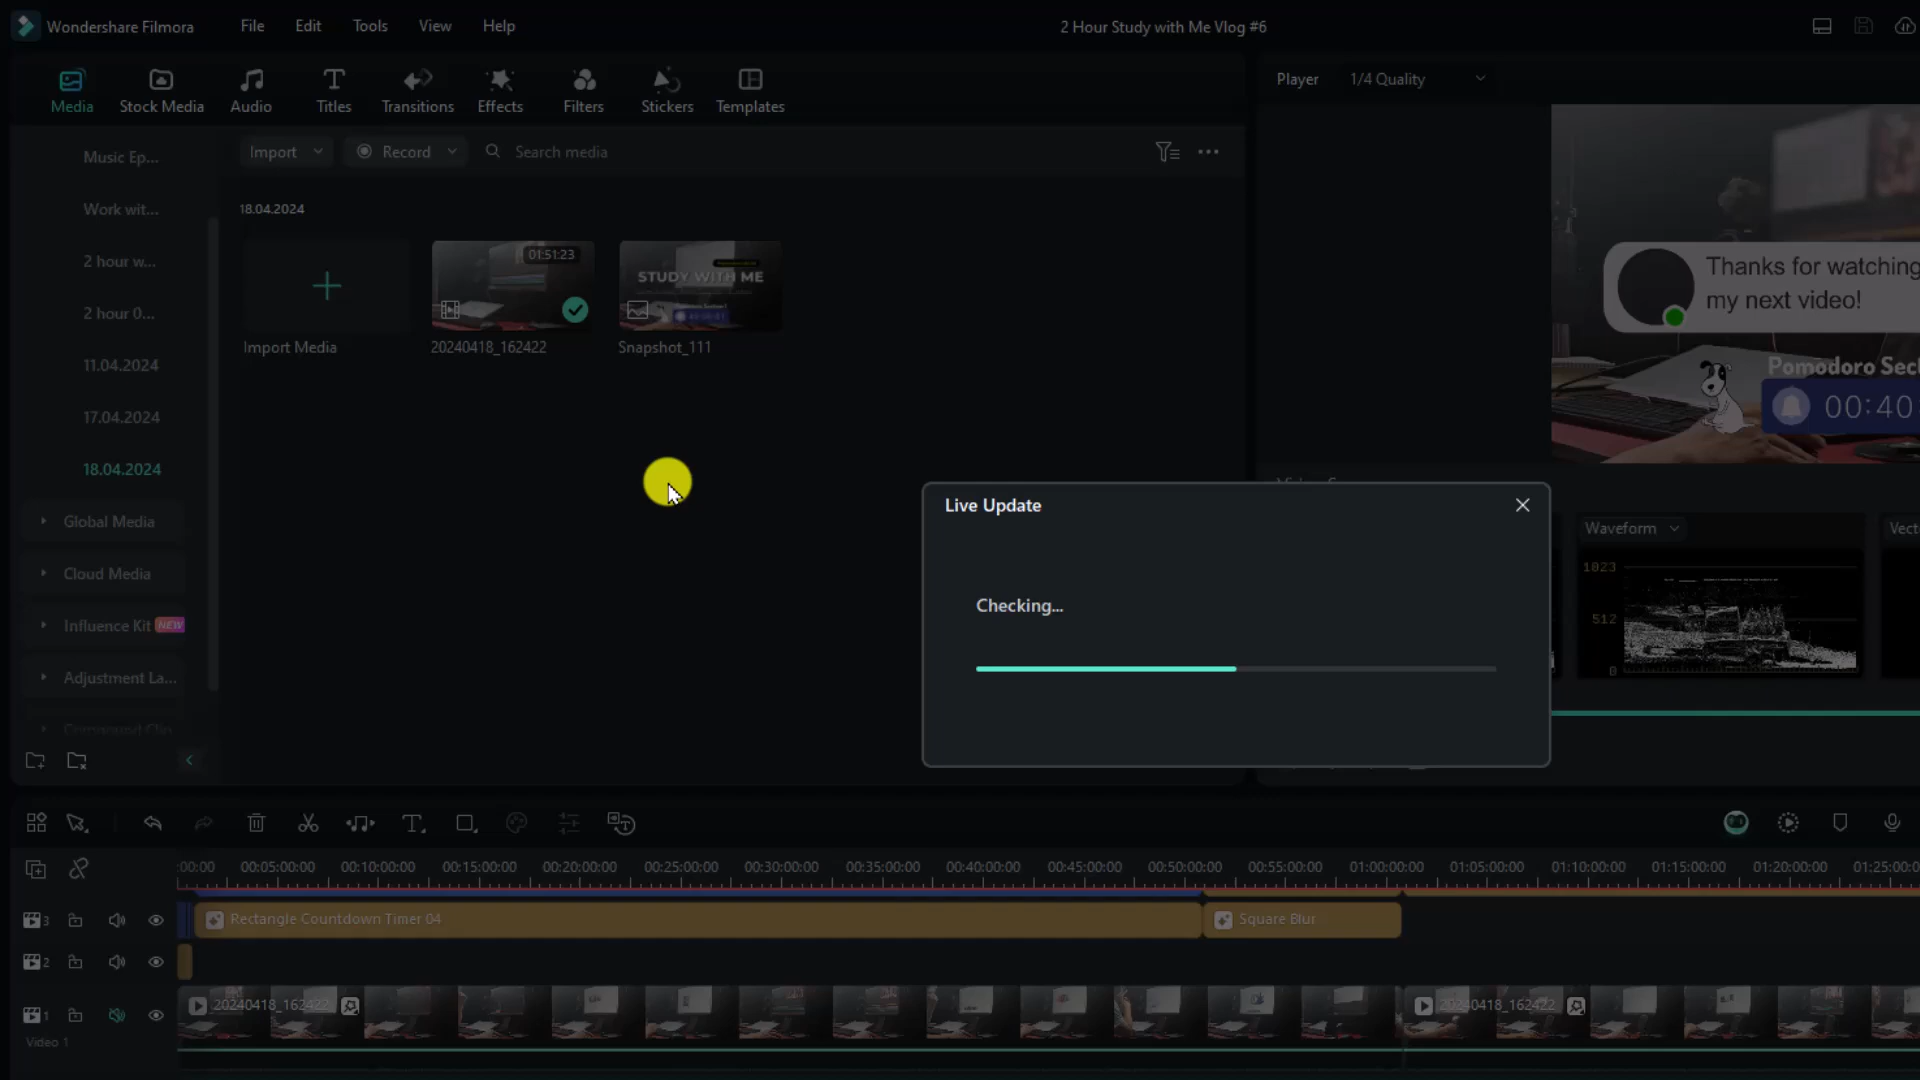 Wondershare Filmora
File
Edit
Tools
View
Help
2 Hour Study with Me Vlog #6
Media
Stock Media
Audio
Titles
Transitions
Effects
Filters
Stickers
Templates
Player
1/4 Quality
Import
Record
Search media
Music Ep...
Work wit...
2 hour w...
2 hour 0...
11.04.2024
17.04.2024
18.04.2024
Global Media
Cloud Media
Influence Kit NEW
Adjustment La...
18.04.2024
Import Media
01:51:23
20240418_162422
STUDY WITH ME
Snapshot_111
Thanks for watching
my next video!
Pomodoro Sect
00:40:
Live Update
Checking...
Waveform
Vect
1023
512
0
:00:00
00:05:00:00
00:10:00:00
00:15:00:00
00:20:00:00
00:25:00:00
00:30:00:00
00:35:00:00
00:40:00:00
00:45:00:00
00:50:00:00
00:55:00:00
01:00:00:00
01:05:00:00
01:10:00:00
01:15:00:00
01:20:00:00
01:25:00:0
3
Rectangle Countdown Timer 04
Square Blur
2
1
20240418_162422
20240418_162422
Video 1